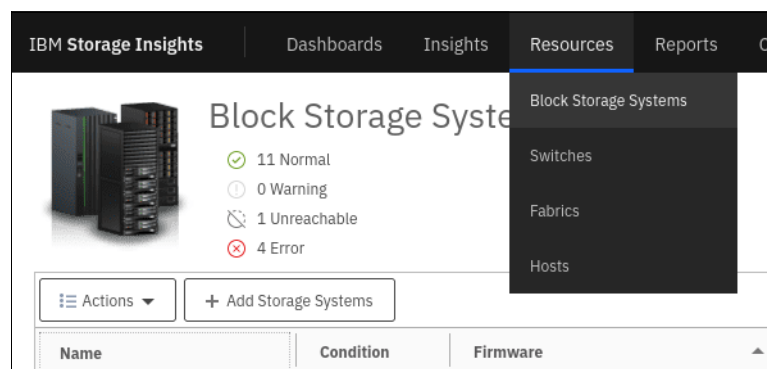 IBM Storage Insights Dashboards Insights Resources Reports
Block Storage Systems
Switches
Fabrics
Hosts
Block Storage Syste
11 Normal
0 Warning
1 Unreachable
4 Error
Actions
+ Add Storage Systems
Name Condition Firmware